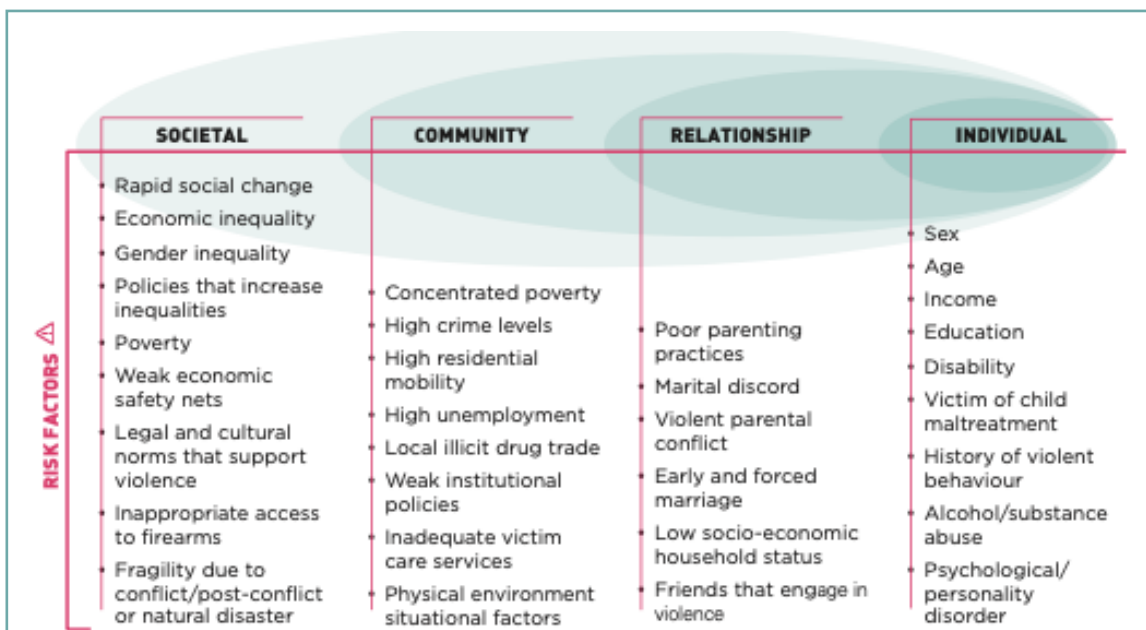 SOCIETAL
Rapid social change
Economic inequality
Gender inequality
Policies that increase
inequalities
Poverty
Weak economic
safety nets
Legal and cultural
norms that support
violence
Inappropriate access
to firearms
Fragility due to
conflict/post-conflict
or natural disaster
COMMUNITY
Concentrated poverty
High crime levels
High residential
mobility
High unemployment
Local illicit drug trade
Weak institutional
policies
Inadequate victim
care services
Physical environment
situational factors
RELATIONSHIP
Poor parenting
practices
Marital discord
Violent parental
conflict
Early and forced
marriage
Low socio-economic
household status
Friends that engage in
violence
INDIVIDUAL
Sex
Age
Income
Education
Disability
Victim of child
maltreatment
History of violent
behaviour
Alcohol/substance
abuse
Psychological/
personality
disorder
RISK FACTORS